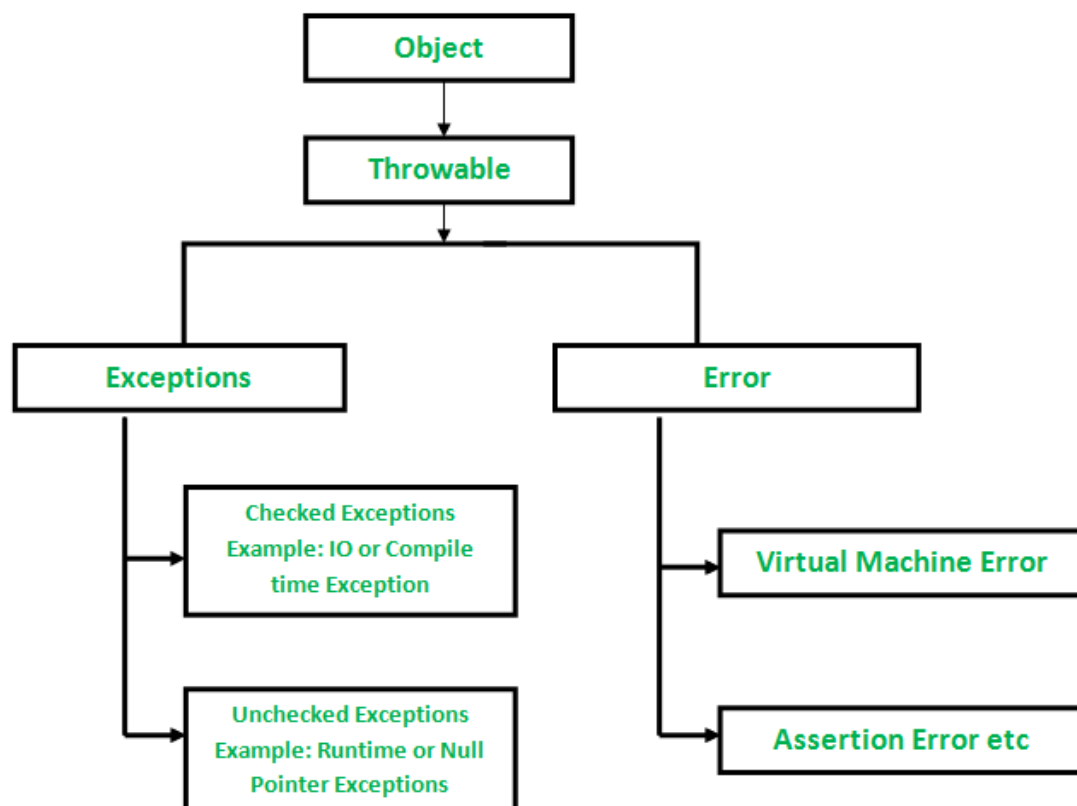 Object
Throwable
Exceptions
Error
Checked Exceptions
Example: IO or Compile
time Exception
Virtual Machine Error
Unchecked Exceptions
Example: Runtime or Null
Pointer Exceptions
Assertion Error etc